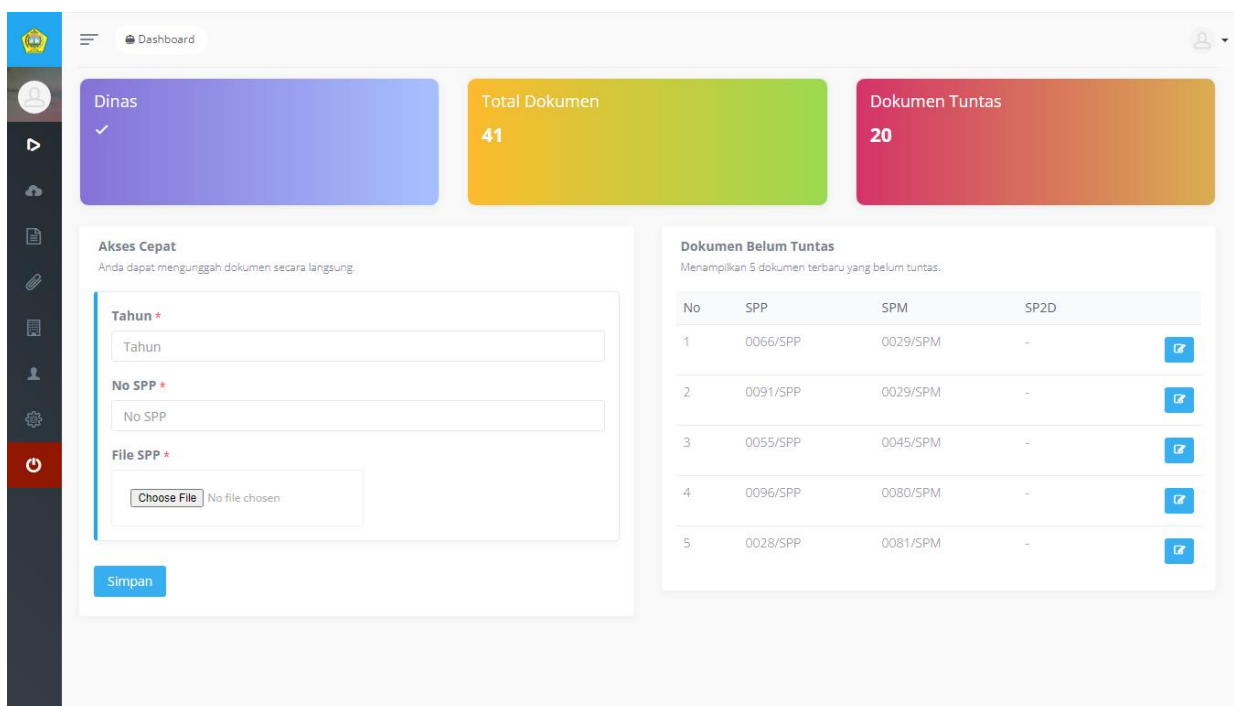 Dashboard
Dinas
Total Dokumen
41
Dokumen Tuntas
20
Akses Cepat
Anda dapat mengunggah dokumen secara langsung.
Tahun *
Tahun
No SPP *
No SPP
File SPP *
Choose File No file chosen
Simpan
Dokumen Belum Tuntas
Menampilkan 5 dokumen terbaru yang belum tuntas.
No SPP SPM SP2D
1 0066/SPP 0029/SPM -
2 0091/SPP 0029/SPM -
3 0055/SPP 0045/SPM -
4 0096/SPP 0080/SPM -
5 0028/SPP 0081/SPM -